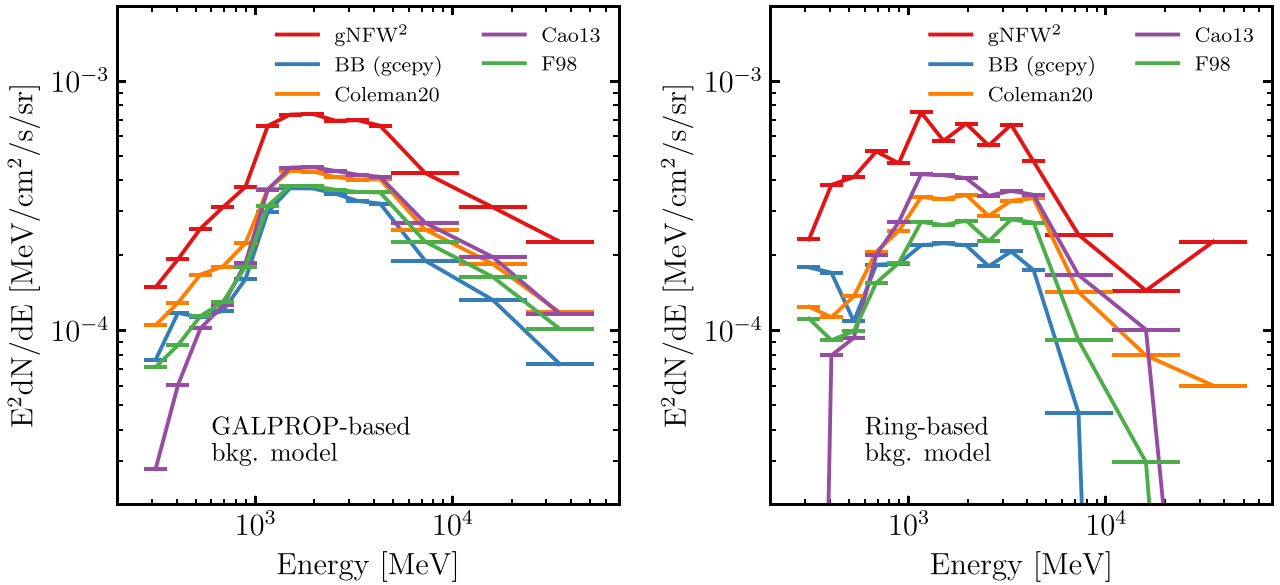 gNFW²
BB (gcepy)
Coleman20
Cao13
F98
10⁻³
10⁻⁴
E²dN/dE [MeV/cm²/s/sr]
GALPROP-based
bkg. model
10³
10⁴
Energy [MeV]
gNFW²
BB (gcepy)
Coleman20
Cao13
F98
10⁻³
10⁻⁴
E²dN/dE [MeV/cm²/s/sr]
Ring-based
bkg. model
10³
10⁴
Energy [MeV]